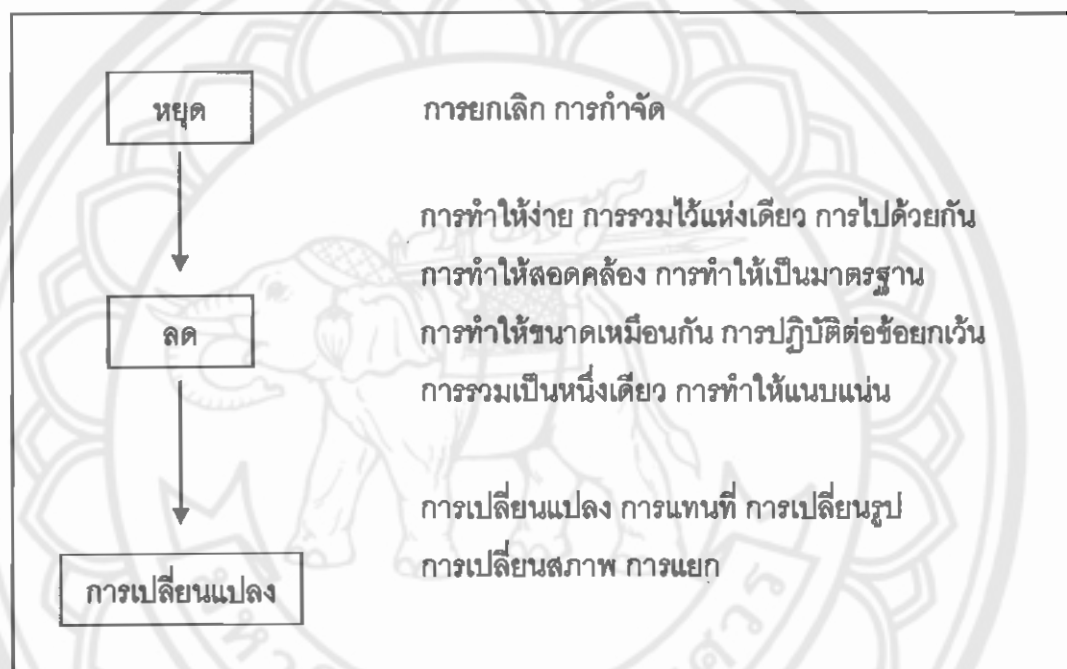 หยุด
การยกเลิก การกำจัด
การทำให้ง่าย การรวมไว้แห่งเดียว การไปด้วยกัน
การทำให้สอดคล้อง การทำให้เป็นมาตรฐาน
ลด
การทำให้ขนาดเหมือนกัน การปฏิบัติต่อข้อยกเว้น
การรวมเป็นหนึ่งเดียว การทำให้แนบแน่น
การเปลี่ยนแปลง การแทนที่ การเปลี่ยนรูป
การเปลี่ยนสภาพ การแยก
การเปลี่ยนแปลง